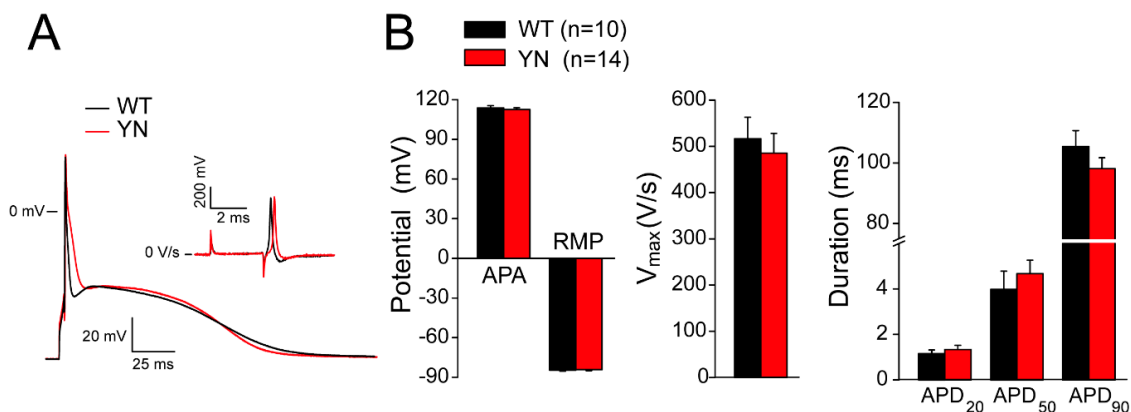 A
WT
YN
0 mV
200 mV
2 ms
0 V/s
20 mV
25 ms
B
WT (n=10)
YN (n=14)
Potential (mV)
120
90
60
30
0
-30
-60
-90
APA
RMP
Vmax (V/s)
600
500
400
300
200
100
0
Duration (ms)
120
100
80
4
2
0
APD20
APD50
APD90